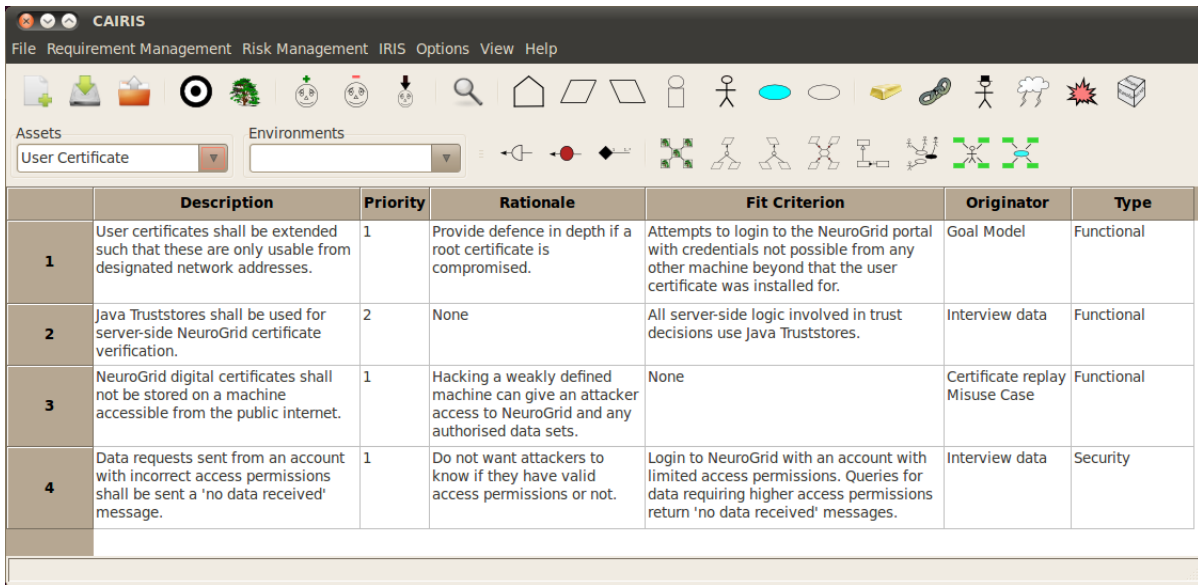 CAIRIS
File Requirement Management Risk Management IRIS Options View Help
Assets
Environments
User Certificate
Description Priority Rationale Fit Criterion Originator Type
1
User certificates shall be extended
such that these are only usable from
designated network addresses.
1
Provide defence in depth if a
root certificate is
compromised.
Attempts to login to the NeuroGrid portal
with credentials not possible from any
other machine beyond that the user
certificate was installed for.
Goal Model
Functional
2
Java Truststores shall be used for
server-side NeuroGrid certificate
verification.
2
None
All server-side logic involved in trust
decisions use Java Truststores.
Interview data
Functional
3
NeuroGrid digital certificates shall
not be stored on a machine
accessible from the public internet.
1
Hacking a weakly defined
machine can give an attacker
access to NeuroGrid and any
authorised data sets.
None
Certificate replay
Misuse Case
Functional
4
Data requests sent from an account
with incorrect access permissions
shall be sent a 'no data received'
message.
1
Do not want attackers to
know if they have valid
access permissions or not.
Login to NeuroGrid with an account with
limited access permissions. Queries for
data requiring higher access permissions
return 'no data received' messages.
Interview data
Security